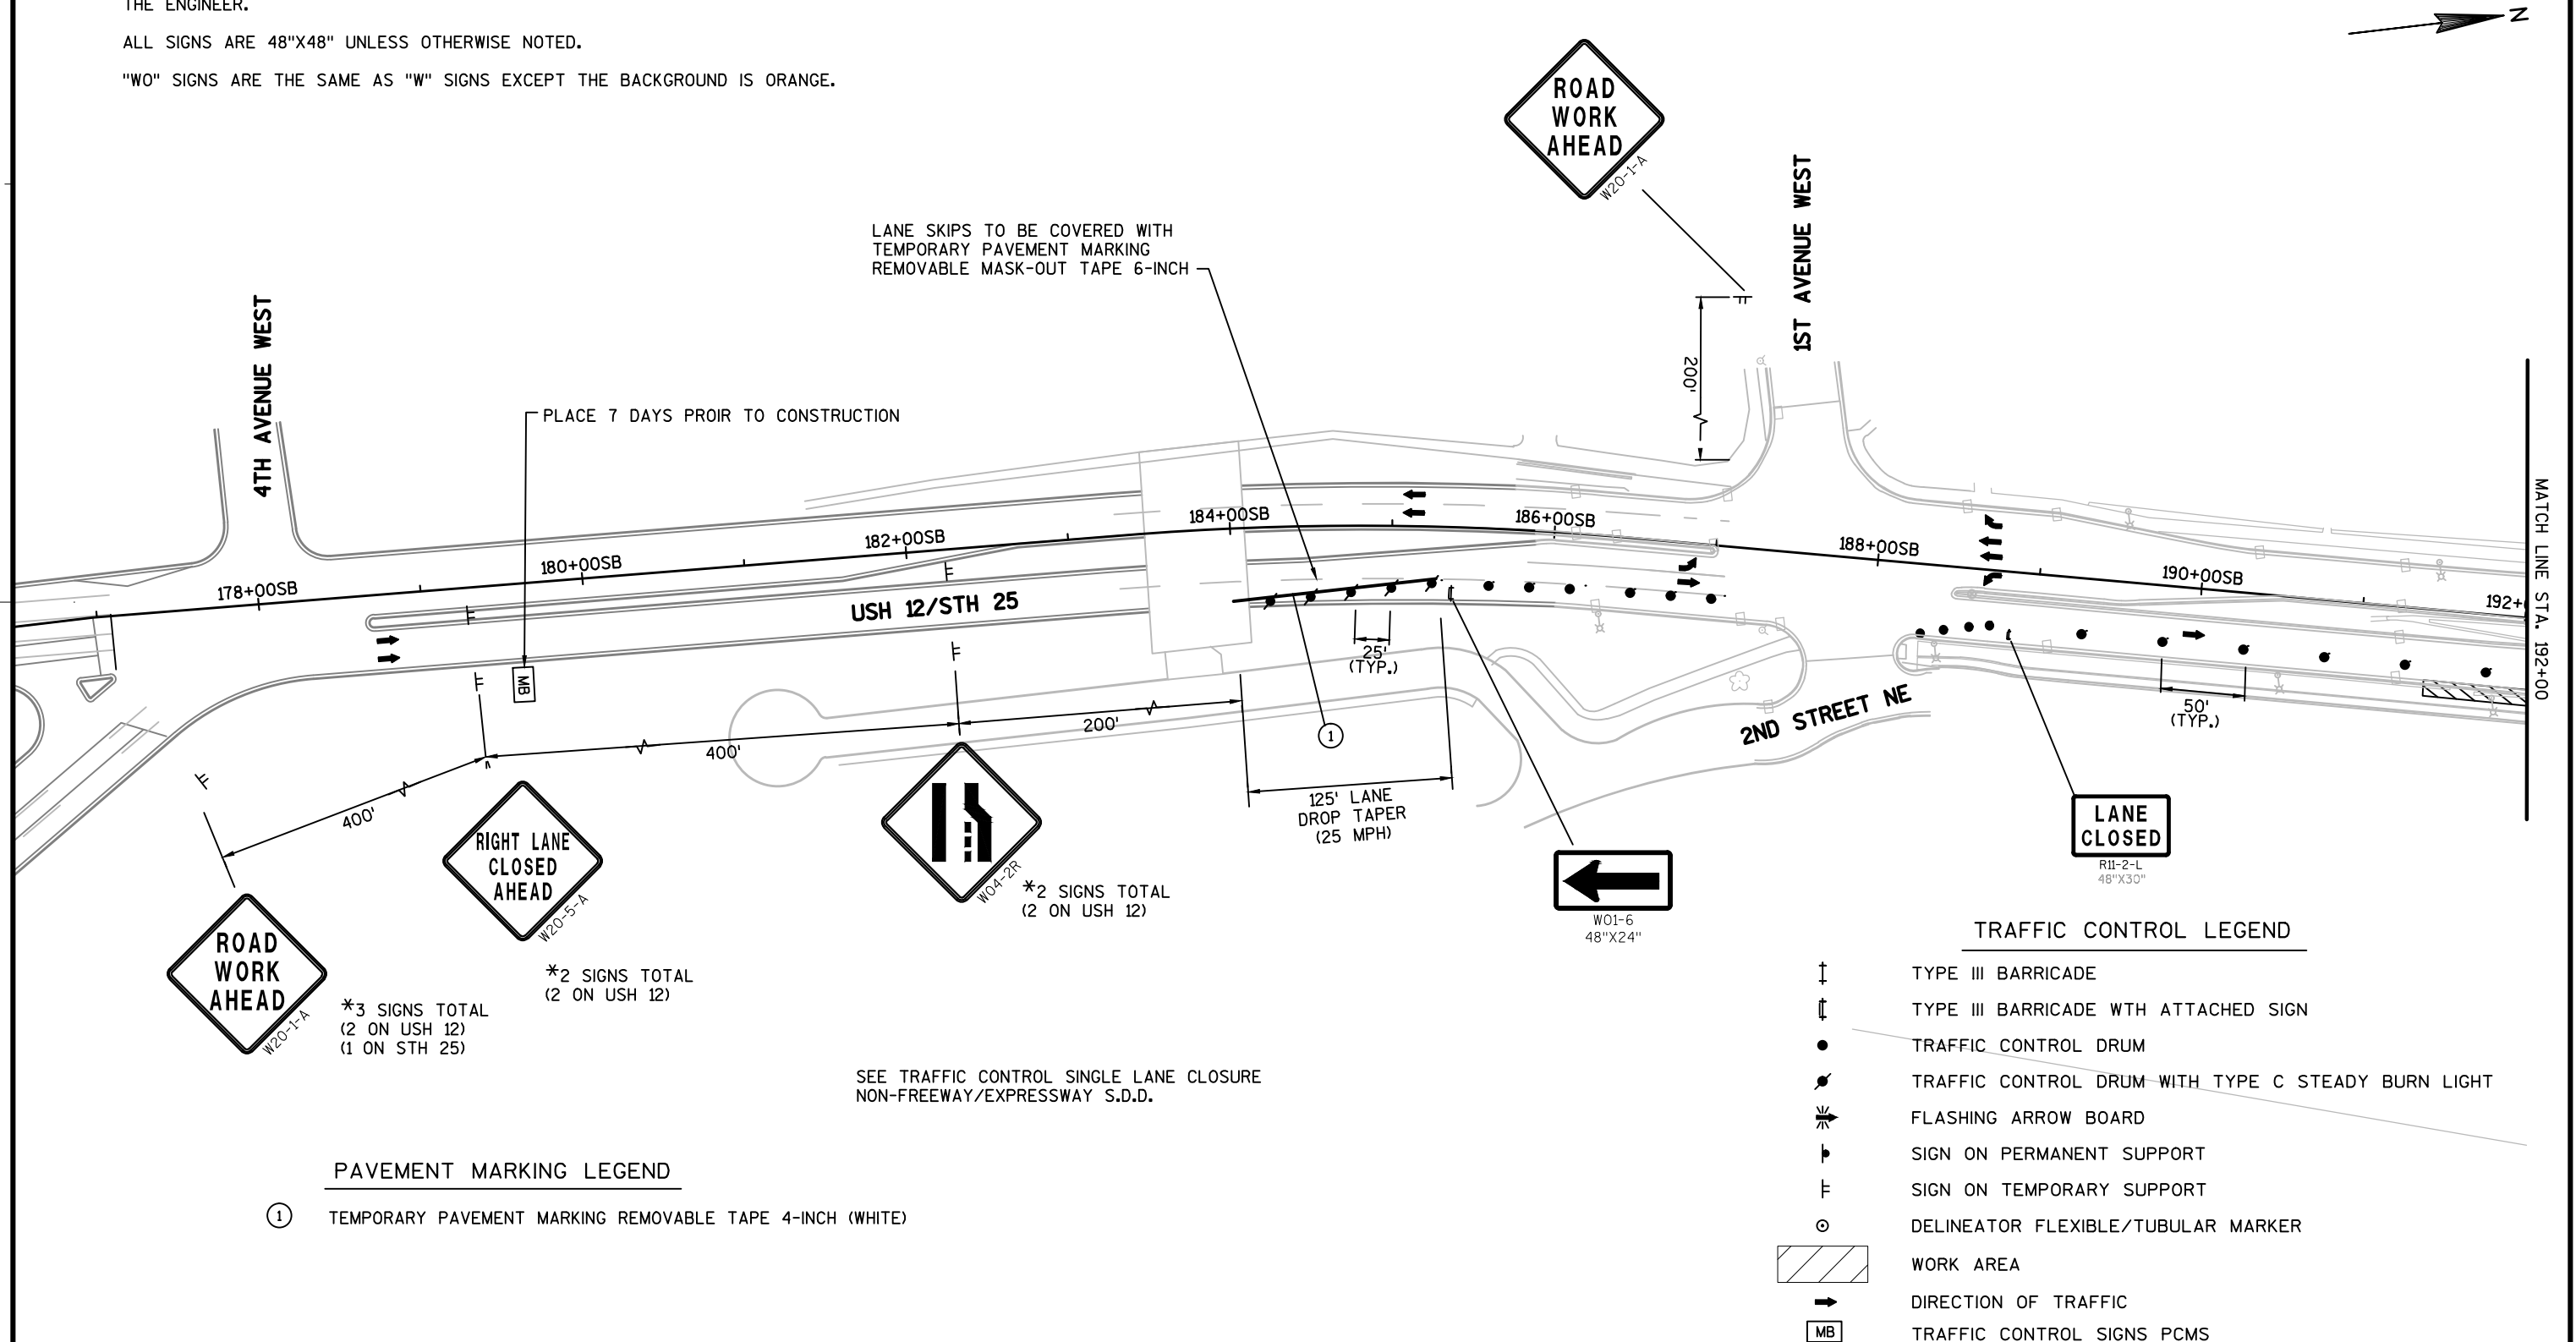 THE ENGINEER.
ALL SIGNS ARE 48"X48" UNLESS OTHERWISE NOTED.
"WO" SIGNS ARE THE SAME AS "W" SIGNS EXCEPT THE BACKGROUND IS ORANGE.
N
ROAD
WORK
AHEAD
W20-1-A
1ST AVENUE WEST
200'
LANE SKIPS TO BE COVERED WITH
TEMPORARY PAVEMENT MARKING
REMOVABLE MASK-OUT TAPE 6-INCH
4TH AVENUE WEST
PLACE 7 DAYS PROIR TO CONSTRUCTION
178+00SB
180+00SB
182+00SB
184+00SB
186+00SB
188+00SB
190+00SB
192+
MATCH LINE STA. 192+00
USH 12/STH 25
MB
25'
(TYP.)
2ND STREET NE
50'
(TYP.)
400'
400'
200'
1
125' LANE
DROP TAPER
(25 MPH)
ROAD
WORK
AHEAD
W20-1-A
*3 SIGNS TOTAL
(2 ON USH 12)
(1 ON STH 25)
RIGHT LANE
CLOSED
AHEAD
W20-5-A
*2 SIGNS TOTAL
(2 ON USH 12)
WO4-2R
*2 SIGNS TOTAL
(2 ON USH 12)
WO1-6
48"X24"
LANE
CLOSED
R11-2-L
48"X30"
SEE TRAFFIC CONTROL SINGLE LANE CLOSURE
NON-FREEWAY/EXPRESSWAY S.D.D.
PAVEMENT MARKING LEGEND
1 TEMPORARY PAVEMENT MARKING REMOVABLE TAPE 4-INCH (WHITE)
TRAFFIC CONTROL LEGEND
TYPE III BARRICADE
TYPE III BARRICADE WTH ATTACHED SIGN
TRAFFIC CONTROL DRUM
TRAFFIC CONTROL DRUM WITH TYPE C STEADY BURN LIGHT
FLASHING ARROW BOARD
SIGN ON PERMANENT SUPPORT
SIGN ON TEMPORARY SUPPORT
DELINEATOR FLEXIBLE/TUBULAR MARKER
WORK AREA
DIRECTION OF TRAFFIC
MB TRAFFIC CONTROL SIGNS PCMS